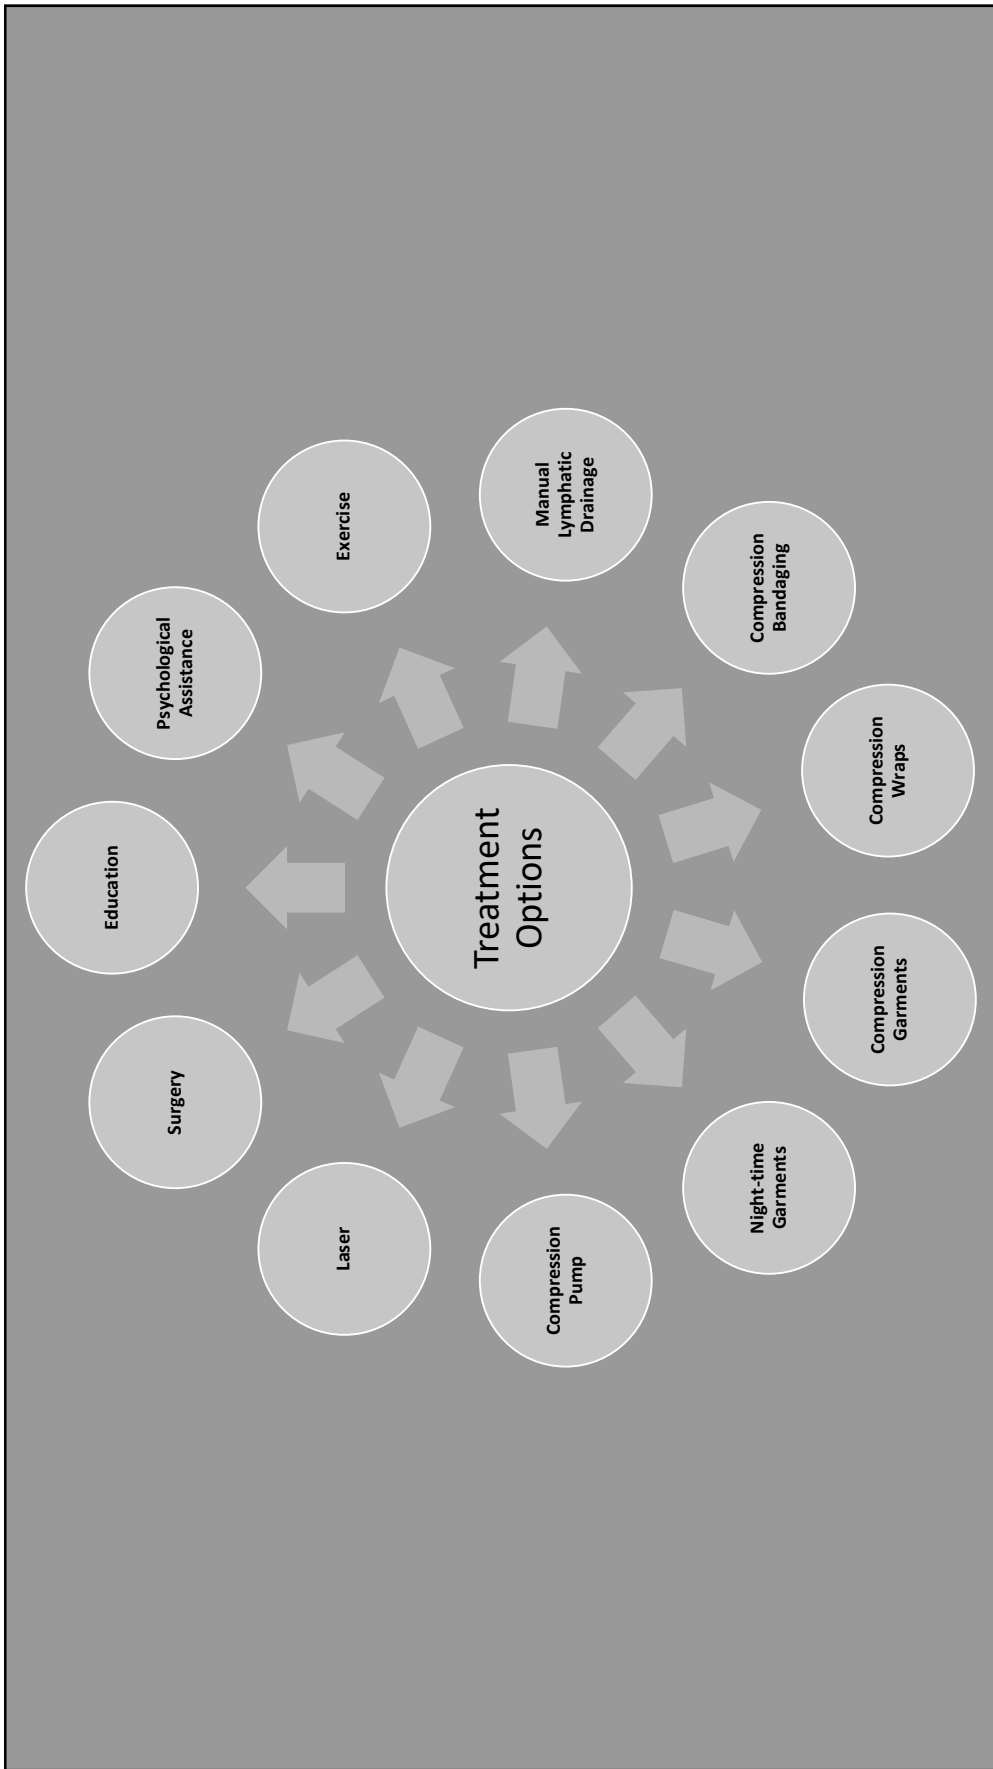 Treatment
Options
Education
Psychological
Assistance
Exercise
Manual
Lymphatic
Drainage
Compression
Bandaging
Compression
Wraps
Compression
Garments
Night-time
Garments
Compression
Pump
Laser
Surgery